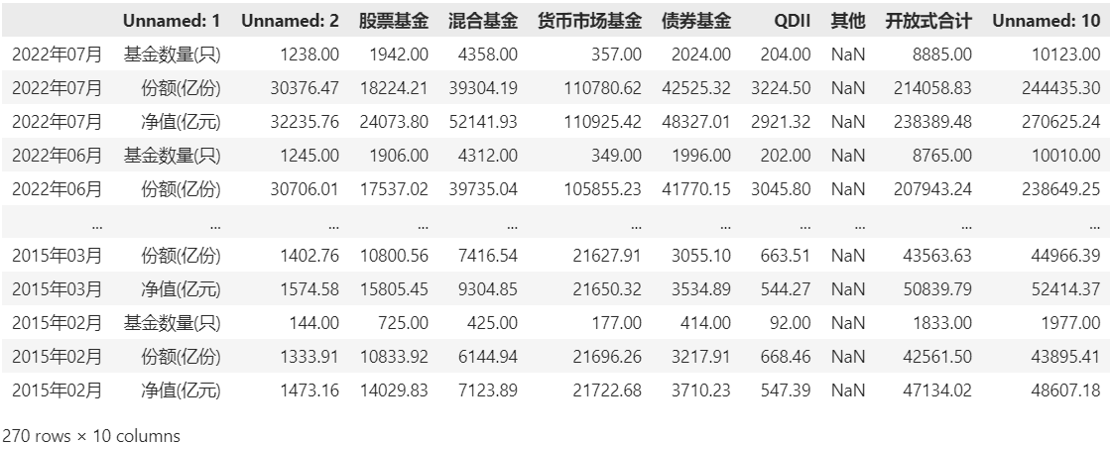 Unnamed: 1 Unnamed: 2 股票基金 混合基金 货币市场基金 债券基金 QDII 其他 开放式合计 Unnamed: 10
2022年07月 基金数量(只) 1238.00 1942.00 4358.00 357.00 2024.00 204.00 NaN 8885.00 10123.00
2022年07月 份额(亿份) 30376.47 18224.21 39304.19 110780.62 42525.32 3224.50 NaN 214058.83 244435.30
2022年07月 净值(亿元) 32235.76 24073.80 52141.93 110925.42 48327.01 2921.32 NaN 238389.48 270625.24
2022年06月 基金数量(只) 1245.00 1906.00 4312.00 349.00 1996.00 202.00 NaN 8765.00 10010.00
2022年06月 份额(亿份) 30706.01 17537.02 39735.04 105855.23 41770.15 3045.80 NaN 207943.24 238649.25
... ... ... ... ... ... ... ... ... ... ...
2015年03月 份额(亿份) 1402.76 10800.56 7416.54 21627.91 3055.10 663.51 NaN 43563.63 44966.39
2015年03月 净值(亿元) 1574.58 15805.45 9304.85 21650.32 3534.89 544.27 NaN 50839.79 52414.37
2015年02月 基金数量(只) 144.00 725.00 425.00 177.00 414.00 92.00 NaN 1833.00 1977.00
2015年02月 份额(亿份) 1333.91 10833.92 6144.94 21696.26 3217.91 668.46 NaN 42561.50 43895.41
2015年02月 净值(亿元) 1473.16 14029.83 7123.89 21722.68 3710.23 547.39 NaN 47134.02 48607.18
270 rows × 10 columns